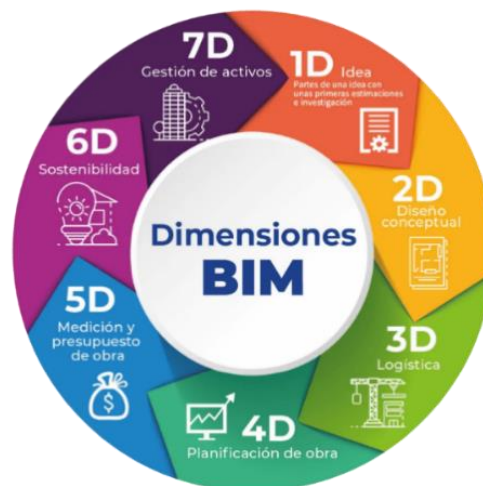 Dimensiones
BIM
1D Idea
Partes de una idea con
unas primeras estimaciones
e investigación
2D
Diseño
conceptual
3D
Logística
4D
Planificación de obra
5D
Medición y
presupuesto
de obra
$
6D
Sostenibilidad
7D
Gestión de activos